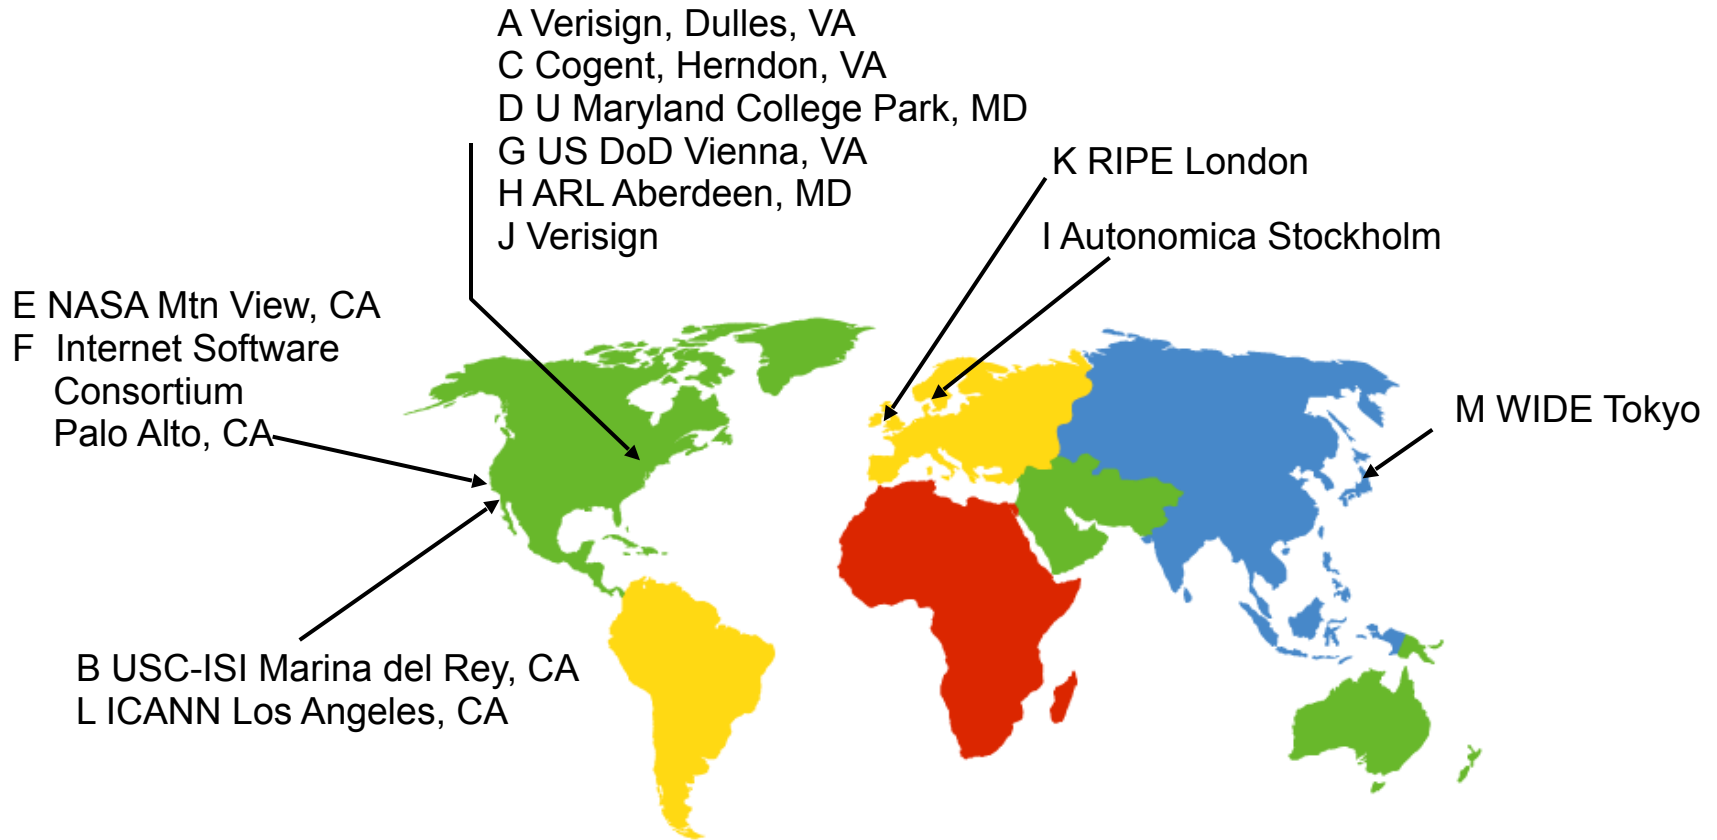 A Verisign, Dulles, VA
C Cogent, Herndon, VA
D U Maryland College Park, MD
G US DoD Vienna, VA
H ARL Aberdeen, MD
J Verisign
K RIPE London
I Autonomica Stockholm
E NASA Mtn View, CA
F Internet Software
Consortium
Palo Alto, CA
M WIDE Tokyo
B USC-ISI Marina del Rey, CA
L ICANN Los Angeles, CA